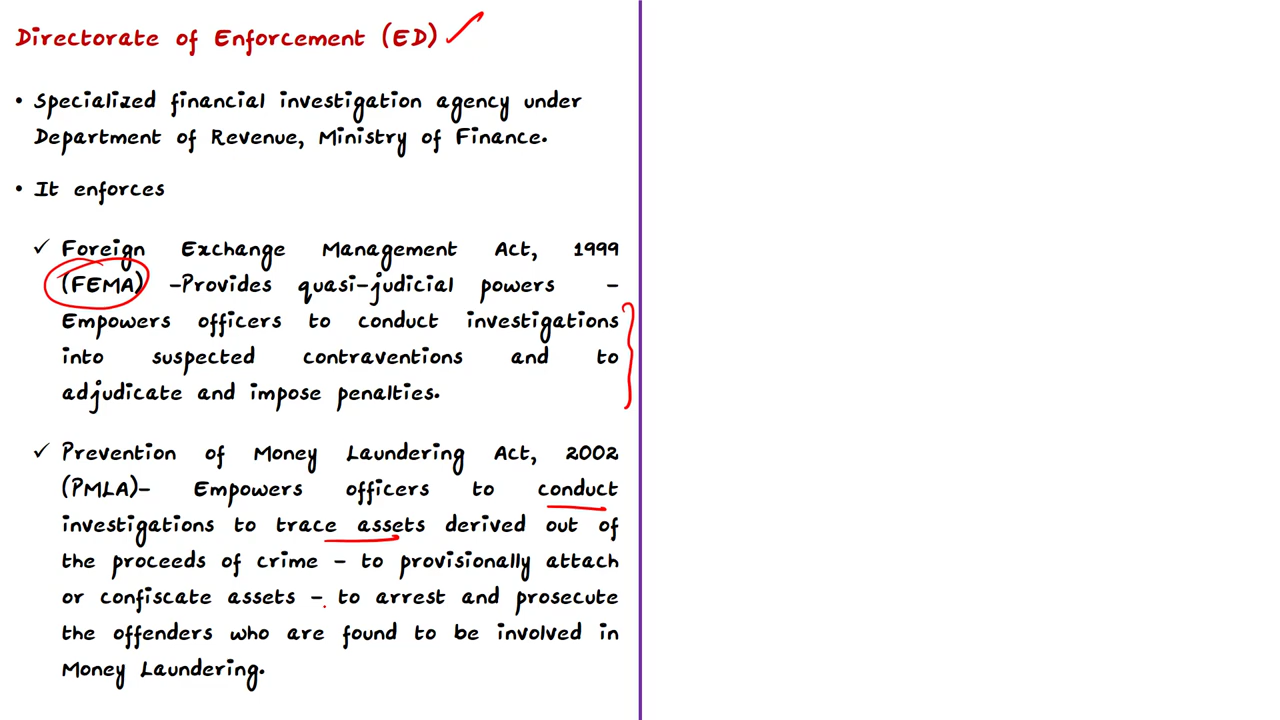 Directorate of Enforcement (ED)
• Specialized financial investigation agency under
Department of Revenue, Ministry of Finance.
• It enforces
✓ Foreign Exchange Management Act, 1999
(FEMA) -Provides quasi-judicial powers –
Empowers officers to conduct investigations
into suspected contraventions and to
adjudicate and impose penalties.
✓ Prevention of Money Laundering Act, 2002
(PMLA)- Empowers officers to conduct
investigations to trace assets derived out of
the proceeds of crime – to provisionally attach
or confiscate assets – to arrest and prosecute
the offenders who are found to be involved in
Money Laundering.